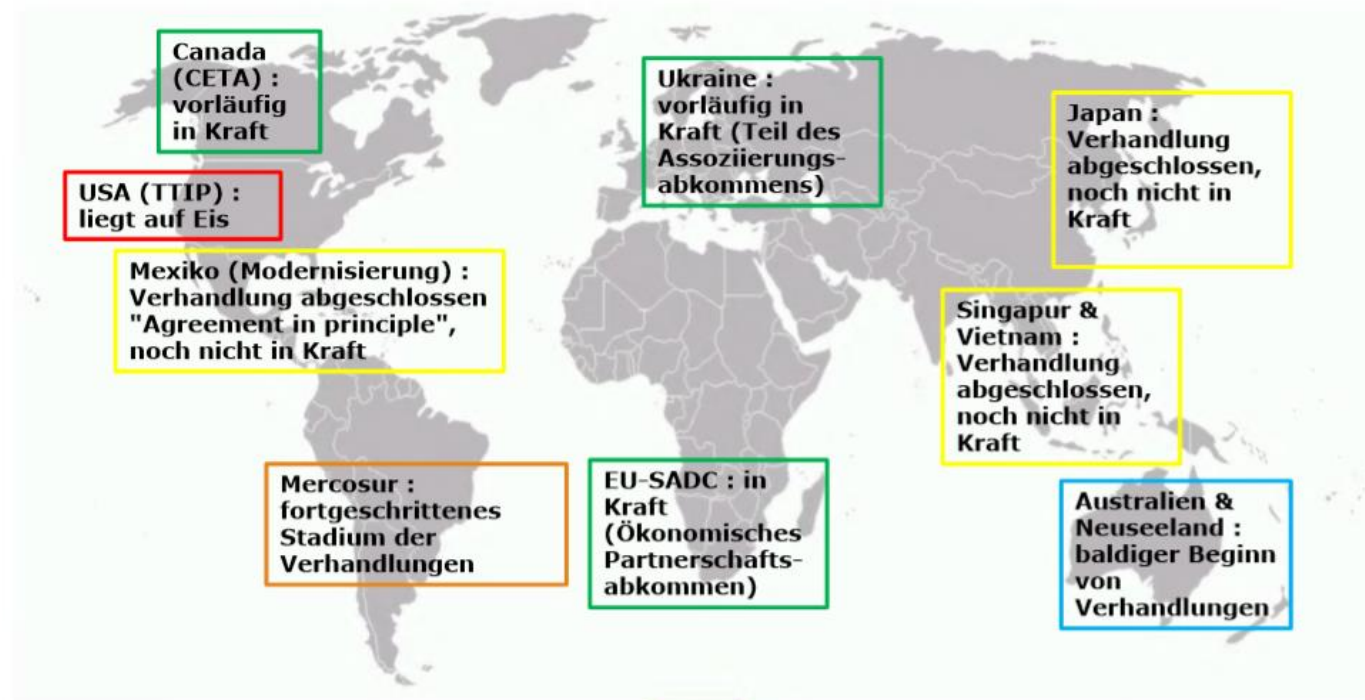 Canada
(CETA) :
vorläufig
in Kraft
Ukraine :
vorläufig in
Kraft (Teil des
Assoziierungs-
abkommens)
Japan :
Verhandlung
abgeschlossen,
noch nicht in
Kraft
USA (TTIP) :
liegt auf Eis
Mexiko (Modernisierung) :
Verhandlung abgeschlossen
"Agreement in principle",
noch nicht in Kraft
Singapur &
Vietnam :
Verhandlung
abgeschlossen,
noch nicht in
Kraft
Mercosur :
fortgeschrittenes
Stadium der
Verhandlungen
EU-SADC : in
Kraft
(Ökonomisches
Partnerschafts-
abkommen)
Australien &
Neuseeland :
baldiger Beginn
von
Verhandlungen